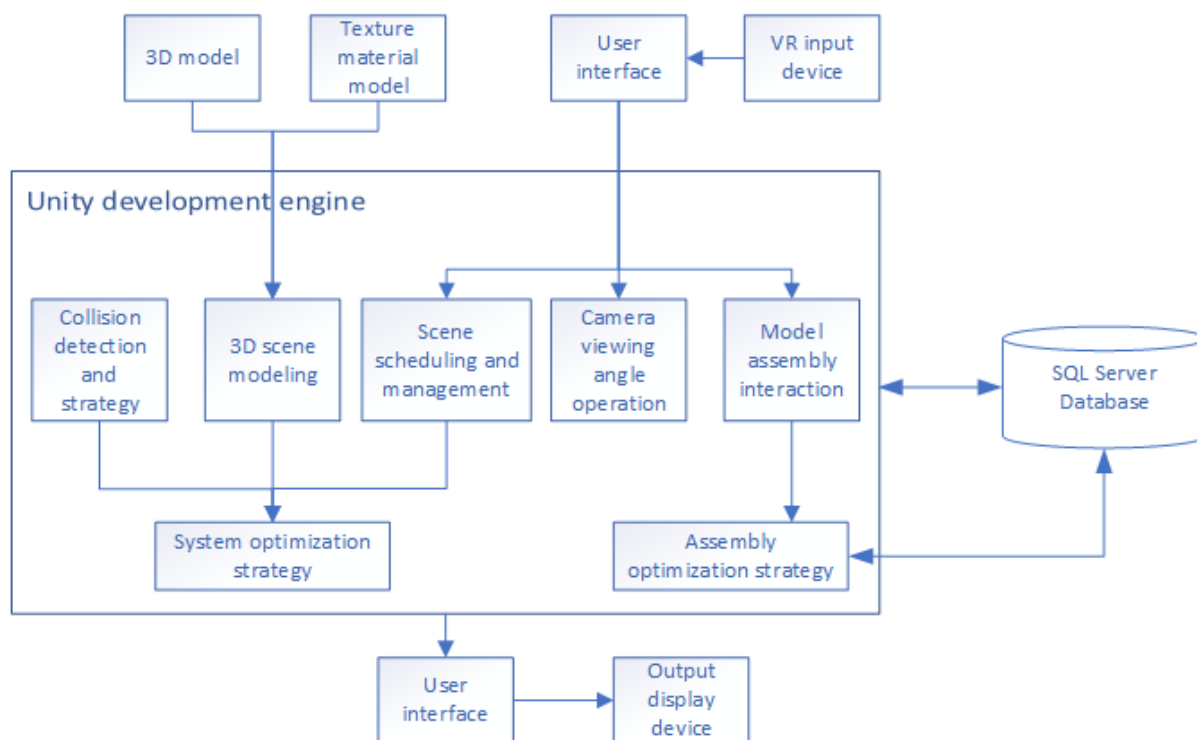 3D model
Texture
material
model
User
interface
VR input
device
Unity development engine
Collision
detection
and
strategy
3D scene
modeling
Scene
scheduling and
management
Camera
viewing
angle
operation
Model
assembly
interaction
SQL Server
Database
System optimization
strategy
Assembly
optimization strategy
User
interface
Output
display
device